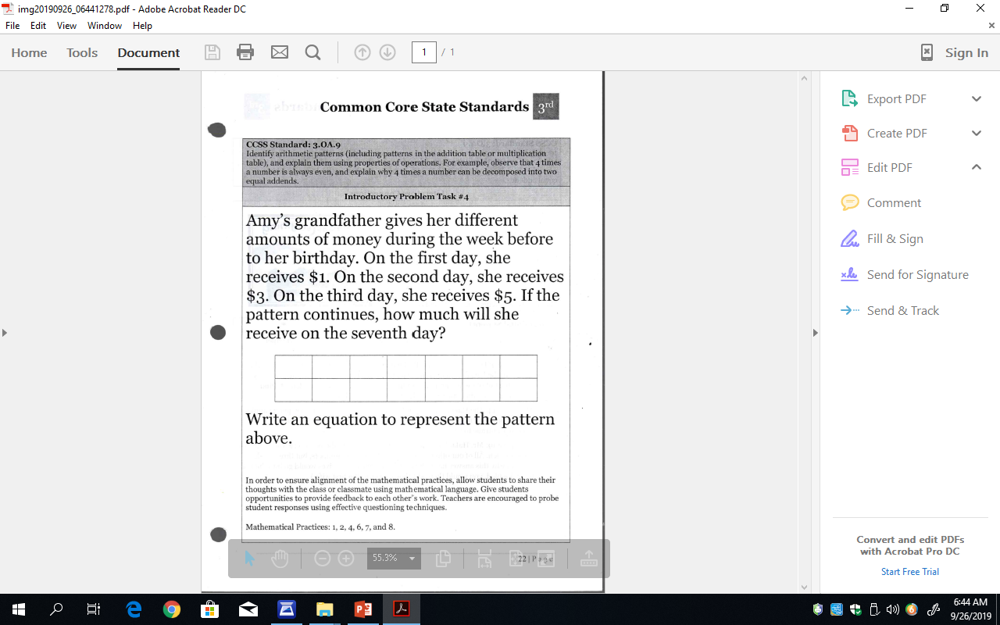 img20190926_06441278.pdf - Adobe Acrobat Reader DC
File Edit View Window Help
Home Tools Document 1 / 1 Sign In
Common Core State Standards 3rd
CCSS Standard: 3.OA.9
Identify arithmetic patterns (including patterns in the addition table or multiplication
table), and explain them using properties of operations. For example, observe that 4 times
a number is always even, and explain why 4 times a number can be decomposed into two
equal addends.
Introductory Problem Task #4
Amy's grandfather gives her different
amounts of money during the week before
to her birthday. On the first day, she
receives $1. On the second day, she receives
$3. On the third day, she receives $5. If the
pattern continues, how much will she
receive on the seventh day?
Write an equation to represent the pattern
above.
In order to ensure alignment of the mathematical practices, allow students to share their
thoughts with the class or classmate using mathematical language. Give students
opportunities to provide feedback to each other's work. Teachers are encouraged to probe
student responses using effective questioning techniques.
Mathematical Practices: 1, 2, 4, 6, 7, and 8.
55.3%
22 | Page
Export PDF
Create PDF
Edit PDF
Comment
Fill & Sign
Send for Signature
Send & Track
Convert and edit PDFs
with Acrobat Pro DC
Start Free Trial
6:44 AM
9/26/2019